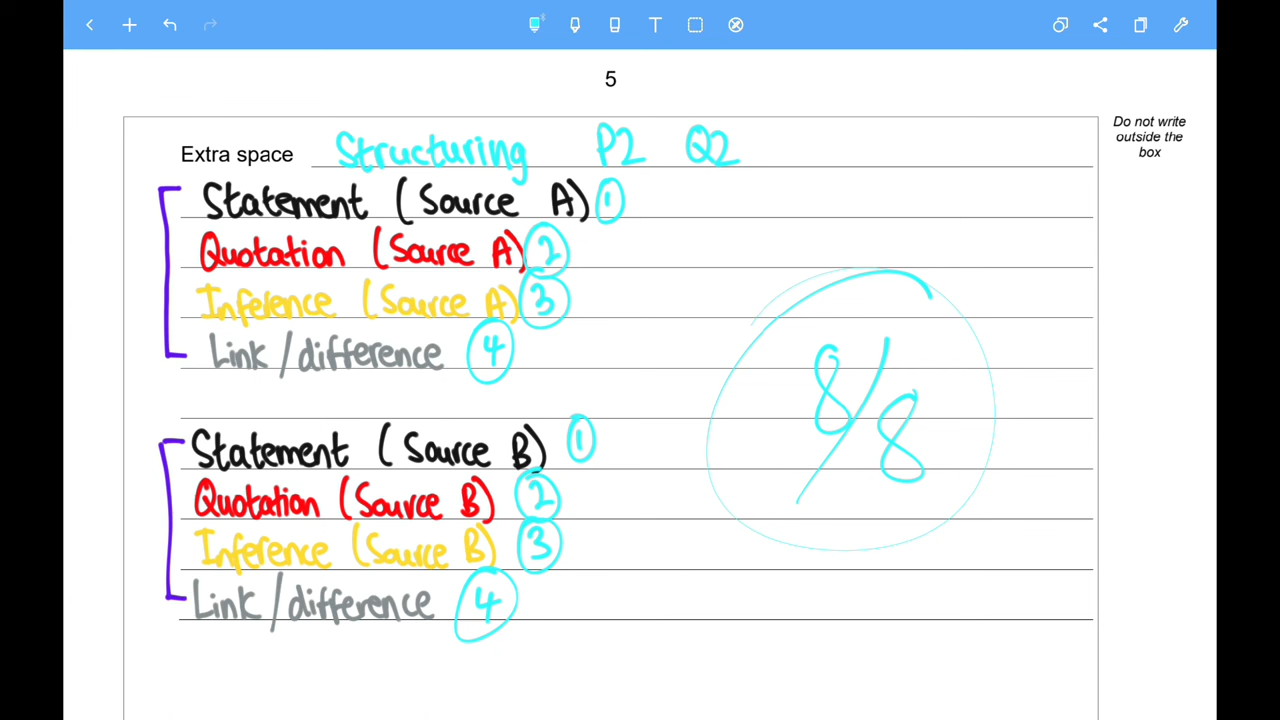 5
Do not write
outside the
box
Extra space Structuring P2 Q2
Statement (Source A) 1
Quotation (Source A) 2
Inference (Source A) 3
Link/difference 4
8/8
Statement (Source B) 1
Quotation (Source B) 2
Inference (Source B) 3
Link/difference 4